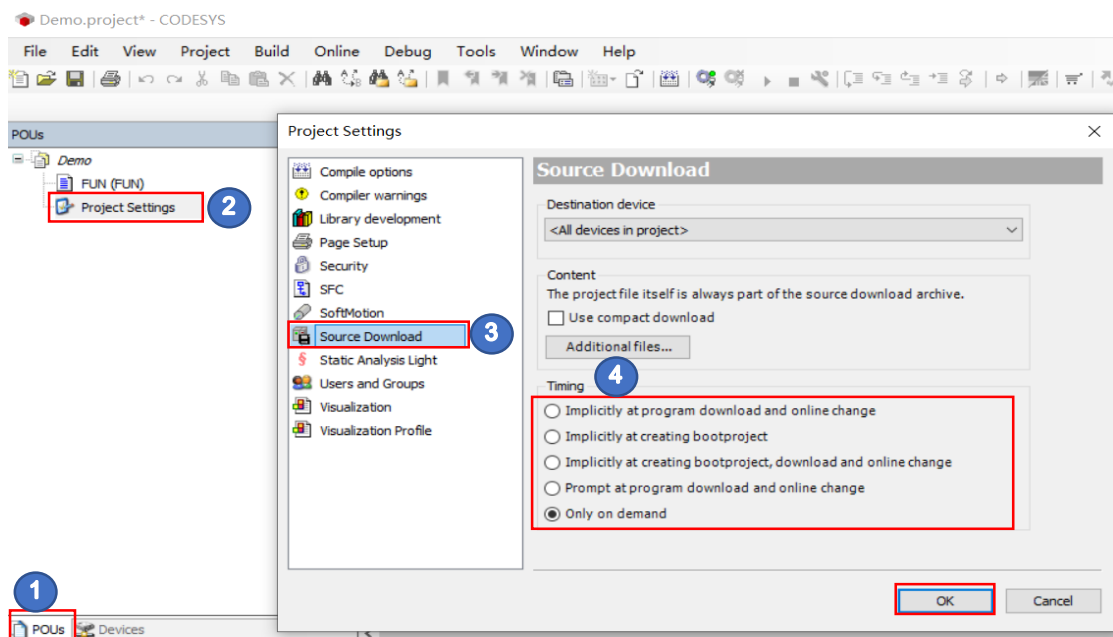 Demo.project* - CODESYS
File Edit View Project Build Online Debug Tools Window Help
POUs
Demo
FUN (FUN)
Project Settings
2
Project Settings
Compile options
Compiler warnings
Library development
Page Setup
Security
SFC
SoftMotion
Source Download
3
Static Analysis Light
Users and Groups
Visualization
Visualization Profile
Source Download
Destination device
<All devices in project>
Content
The project file itself is always part of the source download archive.
Use compact download
Additional files...
4
Timing
Implicitly at program download and online change
Implicitly at creating bootproject
Implicitly at creating bootproject, download and online change
Prompt at program download and online change
Only on demand
OK Cancel
1
POUs Devices